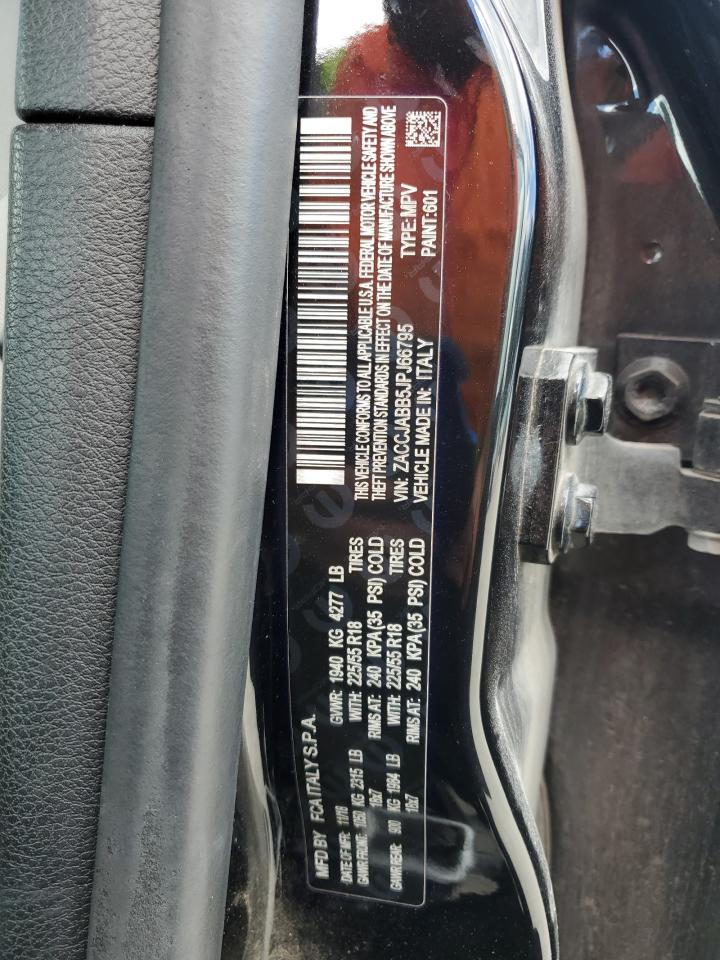 MFD BY FCA ITALY S.P.A.
DATE OF MFR: 11/18
GVWR: 1940 KG 4277 LB
GAWR FRONT: 1050 KG 2315 LB
WITH: 225/55 R18 TIRES
18x7
RIMS AT: 240 KPA(35 PSI) COLD
GAWR REAR: 900 KG 1984 LB
WITH: 225/55 R18 TIRES
18x7
RIMS AT: 240 KPA(35 PSI) COLD
THIS VEHICLE CONFORMS TO ALL APPLICABLE U.S.A. FEDERAL MOTOR VEHICLE SAFETY AND
THEFT PREVENTION STANDARDS IN EFFECT ON THE DATE OF MANUFACTURE SHOWN ABOVE
VIN: ZACCJABB5JPJ66795 TYPE: MPV
VEHICLE MADE IN: ITALY PAINT:601